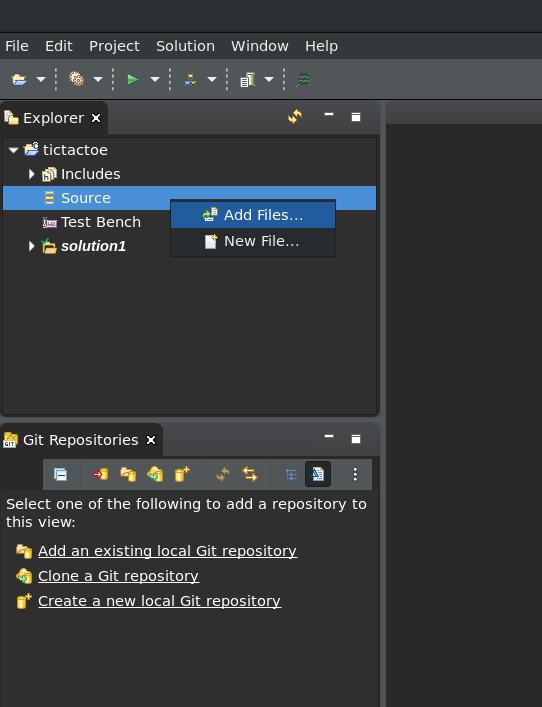 File Edit Project Solution Window Help
Explorer
tictactoe
Includes
Source
Add Files...
Test Bench
New File...
solution1
Git Repositories
GIT
Select one of the following to add a repository to
this view:
Add an existing local Git repository
Clone a Git repository
Create a new local Git repository